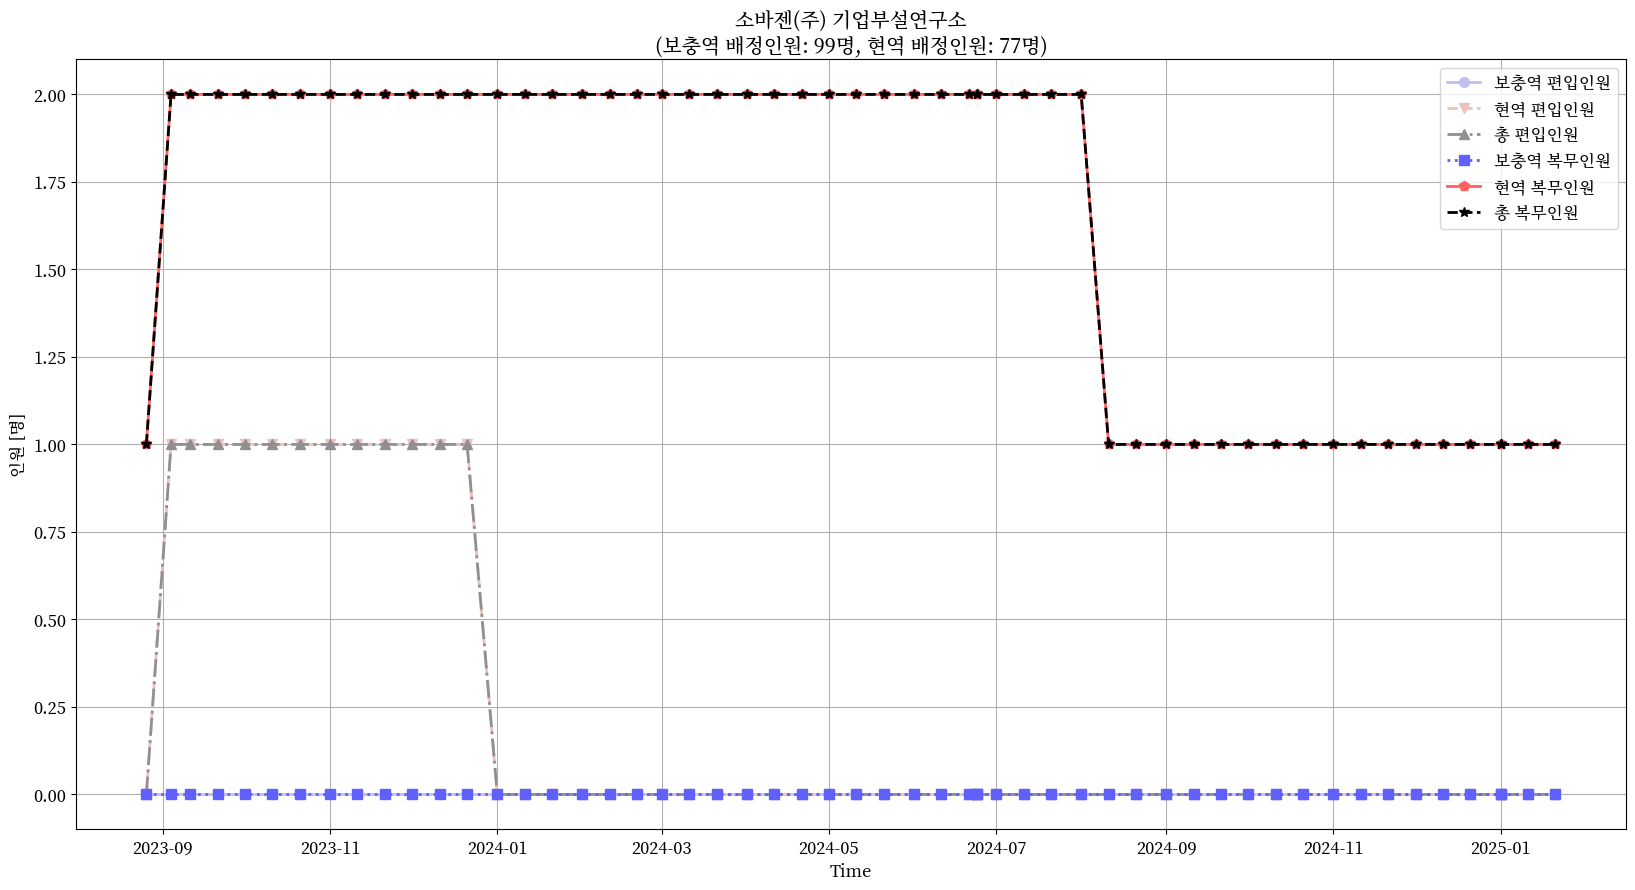 소바젠(주) 기업부설연구소
(보충역 배정인원: 99명, 현역 배정인원: 77명)
보충역 편입인원
현역 편입인원
총 편입인원
보충역 복무인원
현역 복무인원
총 복무인원
인원 [명]
2.00
1.75
1.50
1.25
1.00
0.75
0.50
0.25
0.00
2023-09 2023-11 2024-01 2024-03 2024-05 2024-07 2024-09 2024-11 2025-01
Time